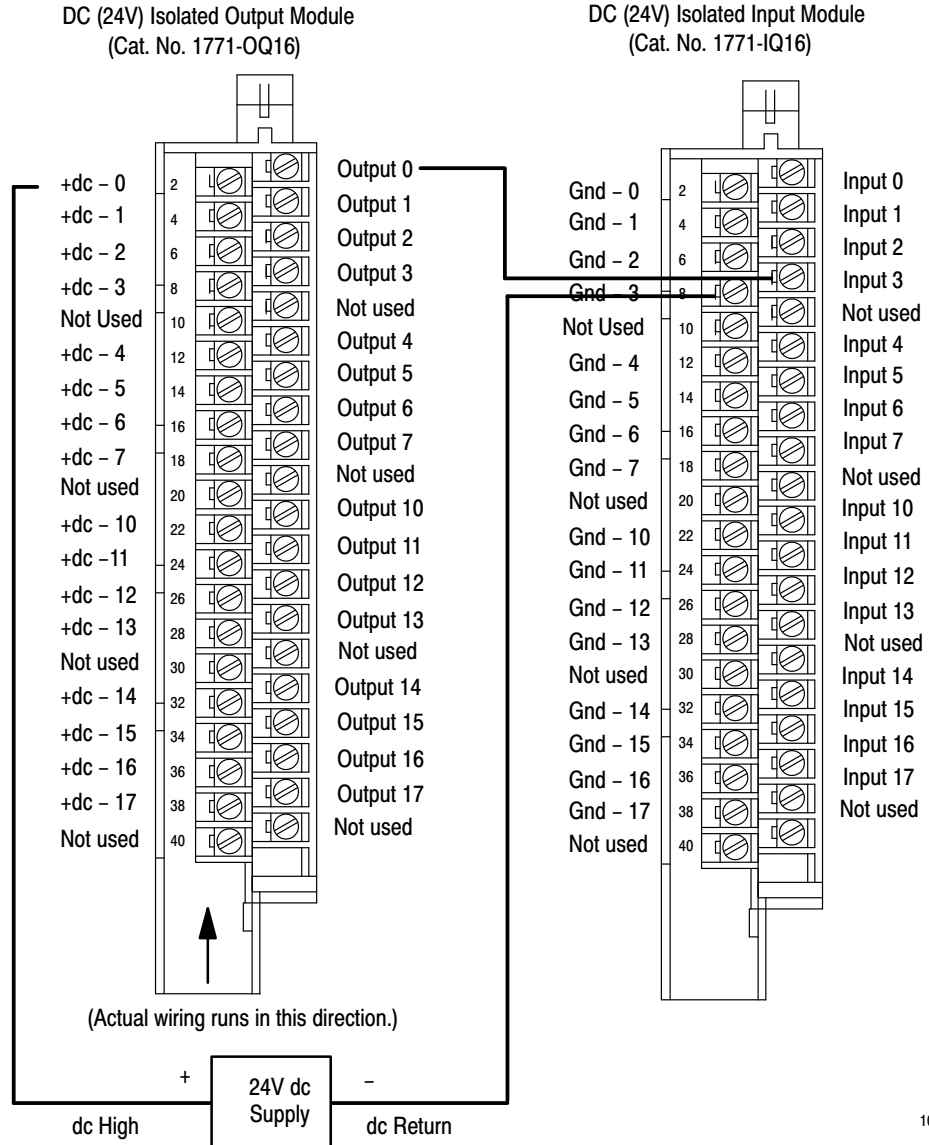 DC (24V) Isolated Output Module
(Cat. No. 1771-OQ16)
+dc – 0
+dc – 1
+dc – 2
+dc – 3
Not Used
+dc – 4
+dc – 5
+dc – 6
+dc – 7
Not used
+dc – 10
+dc –11
+dc – 12
+dc – 13
Not used
+dc – 14
+dc – 15
+dc – 16
+dc – 17
Not used
2
4
6
8
10
12
14
16
18
20
22
24
26
28
30
32
34
36
38
40
Output 0
Output 1
Output 2
Output 3
Not used
Output 4
Output 5
Output 6
Output 7
Not used
Output 10
Output 11
Output 12
Output 13
Not used
Output 14
Output 15
Output 16
Output 17
Not used
(Actual wiring runs in this direction.)
DC (24V) Isolated Input Module
(Cat. No. 1771-IQ16)
Gnd – 0
Gnd – 1
Gnd – 2
Gnd – 3
Not Used
Gnd – 4
Gnd – 5
Gnd – 6
Gnd – 7
Not used
Gnd – 10
Gnd – 11
Gnd – 12
Gnd – 13
Not used
Gnd – 14
Gnd – 15
Gnd – 16
Gnd – 17
Not used
2
4
6
8
10
12
14
16
18
20
22
24
26
28
30
32
34
36
38
40
Input 0
Input 1
Input 2
Input 3
Not used
Input 4
Input 5
Input 6
Input 7
Not used
Input 10
Input 11
Input 12
Input 13
Not used
Input 14
Input 15
Input 16
Input 17
Not used
+
24V dc
Supply
–
dc High
dc Return